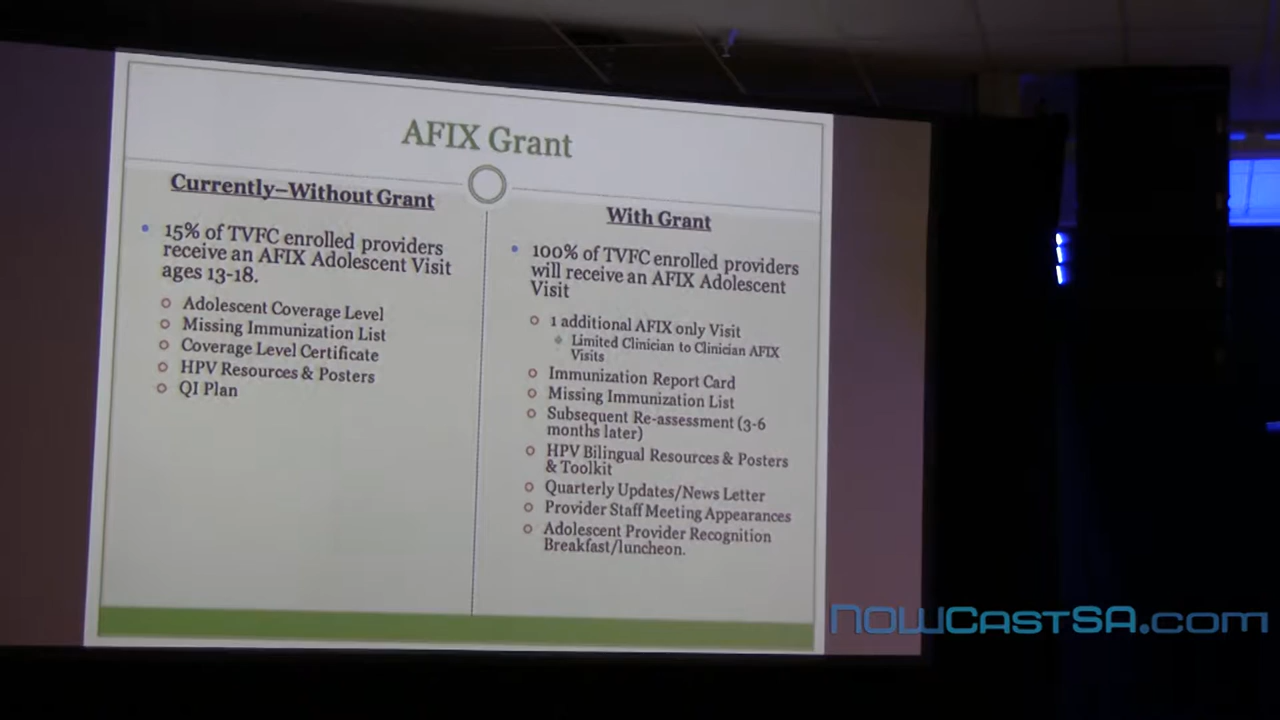 AFIX Grant
Currently–Without Grant
15% of TVFC enrolled providers
receive an AFIX Adolescent Visit
ages 13-18.
Adolescent Coverage Level
Missing Immunization List
Coverage Level Certificate
HPV Resources & Posters
QI Plan
With Grant
100% of TVFC enrolled providers
will receive an AFIX Adolescent
Visit
1 additional AFIX only Visit
Limited Clinician to Clinician AFIX
Visits
Immunization Report Card
Missing Immunization List
Subsequent Re-assessment (3-6
months later)
HPV Bilingual Resources & Posters
& Toolkit
Quarterly Updates/News Letter
Provider Staff Meeting Appearances
Adolescent Provider Recognition
Breakfast/luncheon.
NOWCASTSA.com